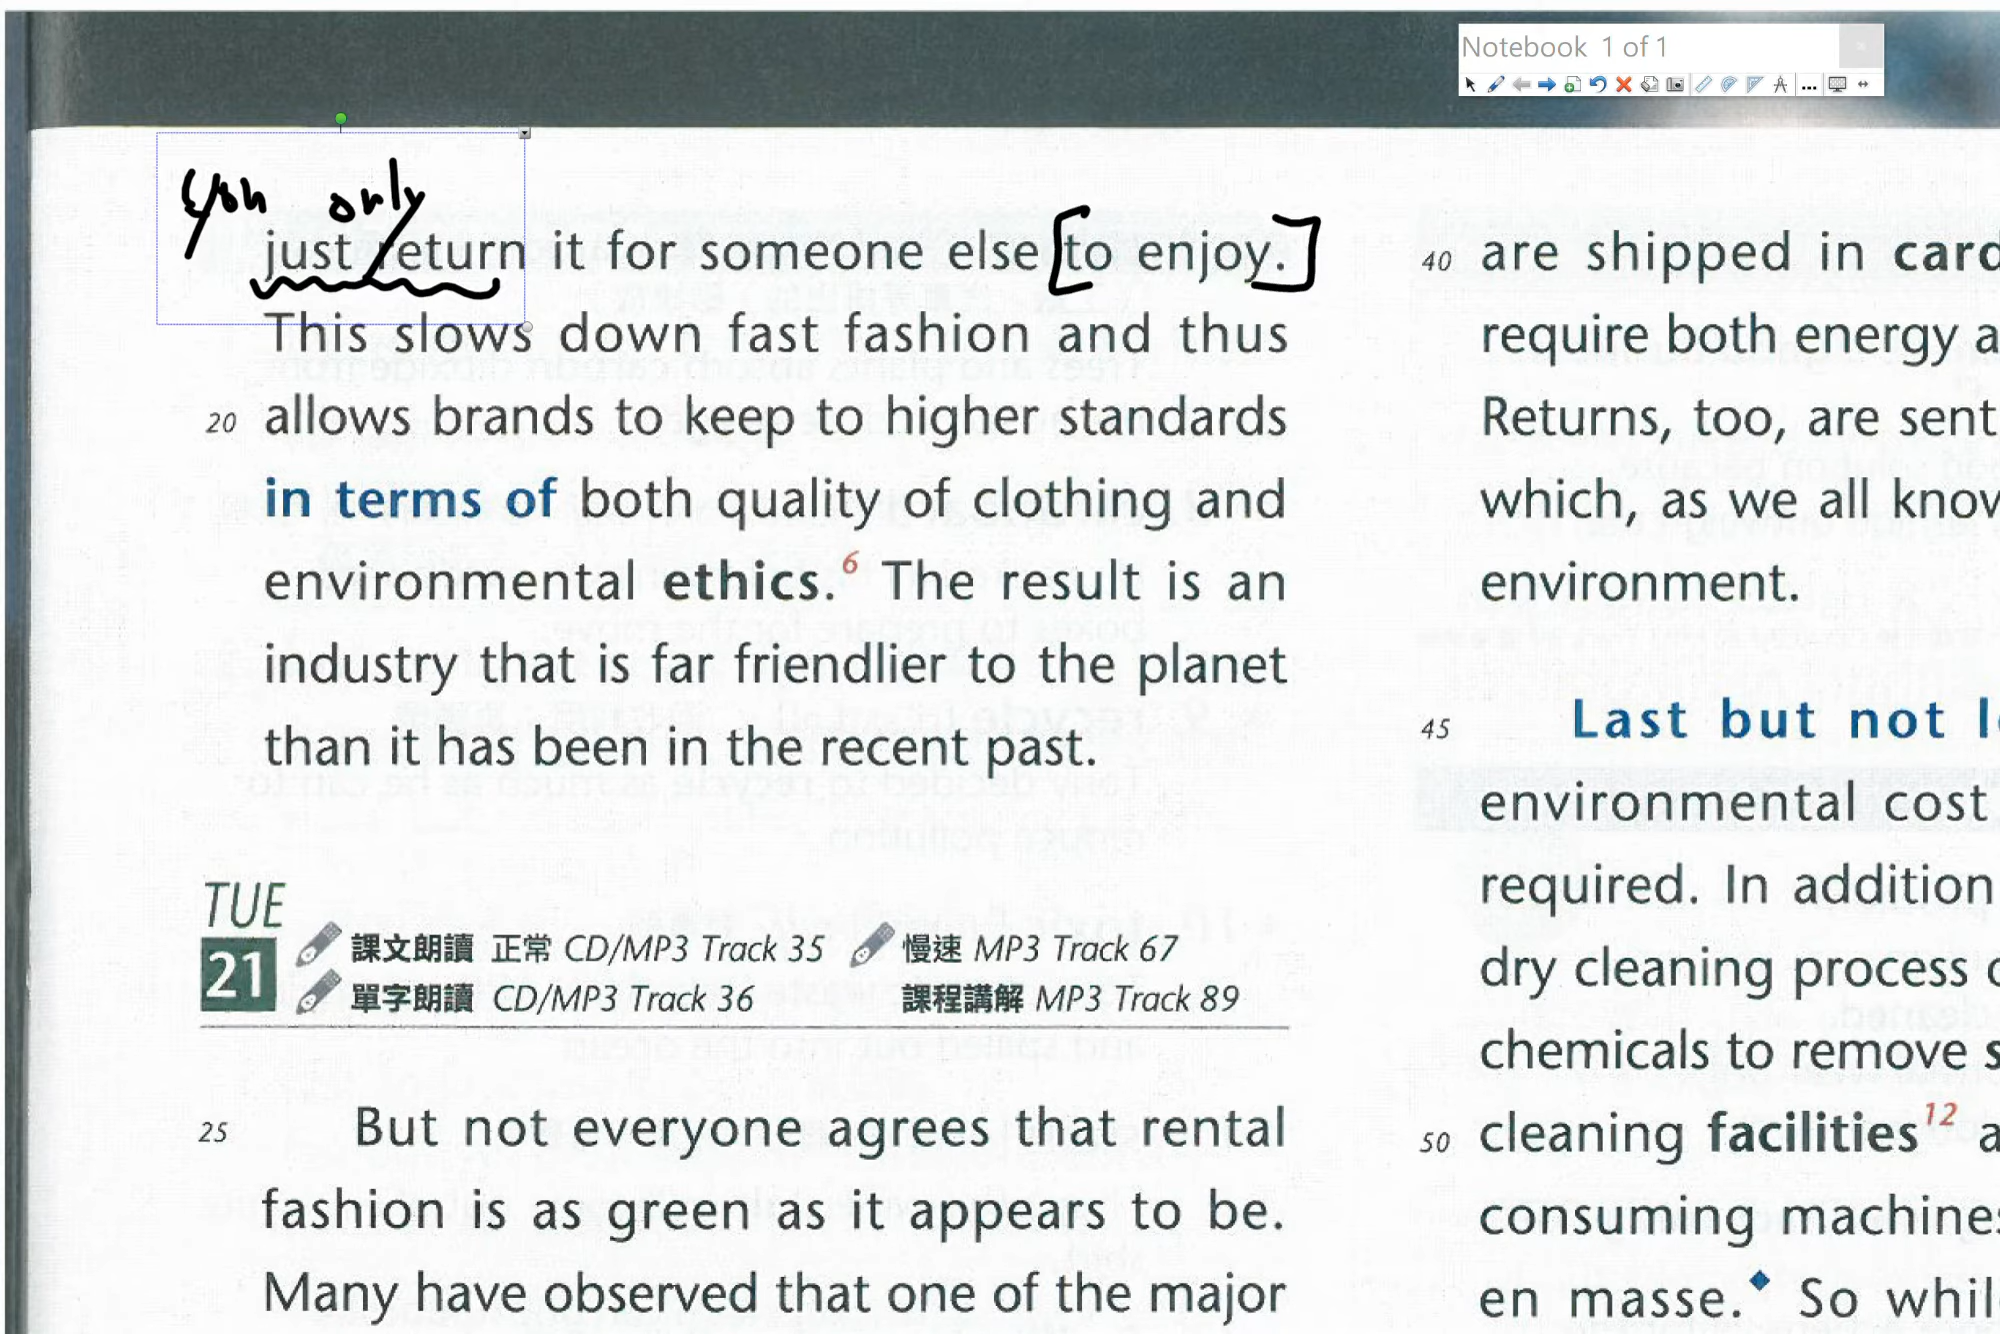 Notebook 1 of 1
you only
just return it for someone else [to enjoy.]
This slows down fast fashion and thus
20 allows brands to keep to higher standards
in terms of both quality of clothing and
environmental ethics.6 The result is an
industry that is far friendlier to the planet
than it has been in the recent past.
TUE
21
課文朗讀 正常 CD/MP3 Track 35 慢速 MP3 Track 67
單字朗讀 CD/MP3 Track 36 課程講解 MP3 Track 89
25 But not everyone agrees that rental
fashion is as green as it appears to be.
Many have observed that one of the major
40 are shipped in card
require both energy a
Returns, too, are sent
which, as we all know
environment.
45 Last but not l
environmental cost
required. In addition
dry cleaning process
chemicals to remove s
50 cleaning facilities12 a
consuming machines
en masse.◆ So whil